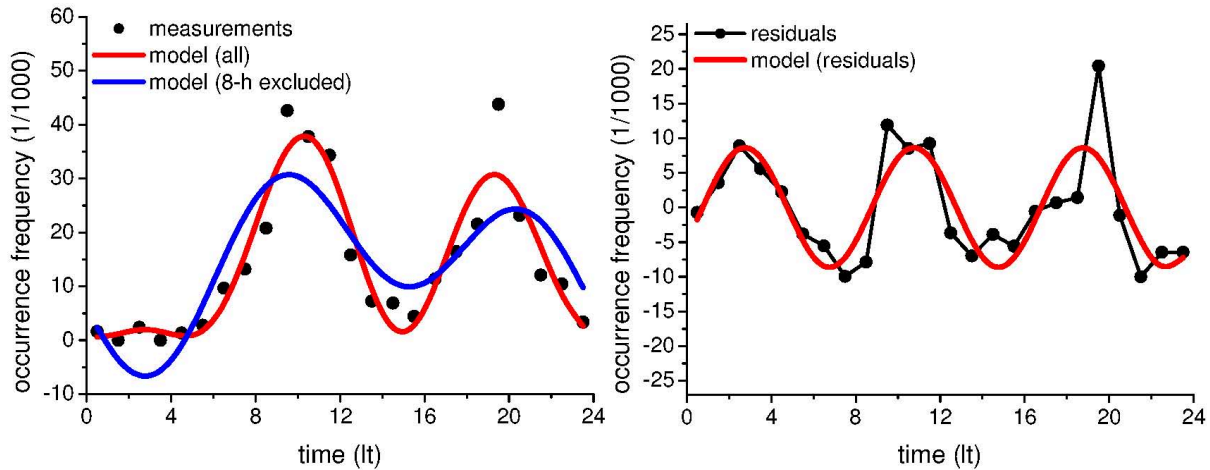 measurements
model (all)
model (8-h excluded)
occurrence frequency (1/1000)
60
50
40
30
20
10
0
-10
0 4 8 12 16 20 24
time (lt)
residuals
model (residuals)
occurrence frequency (1/1000)
25
20
15
10
5
0
-5
-10
-15
-20
-25
0 4 8 12 16 20 24
time (lt)